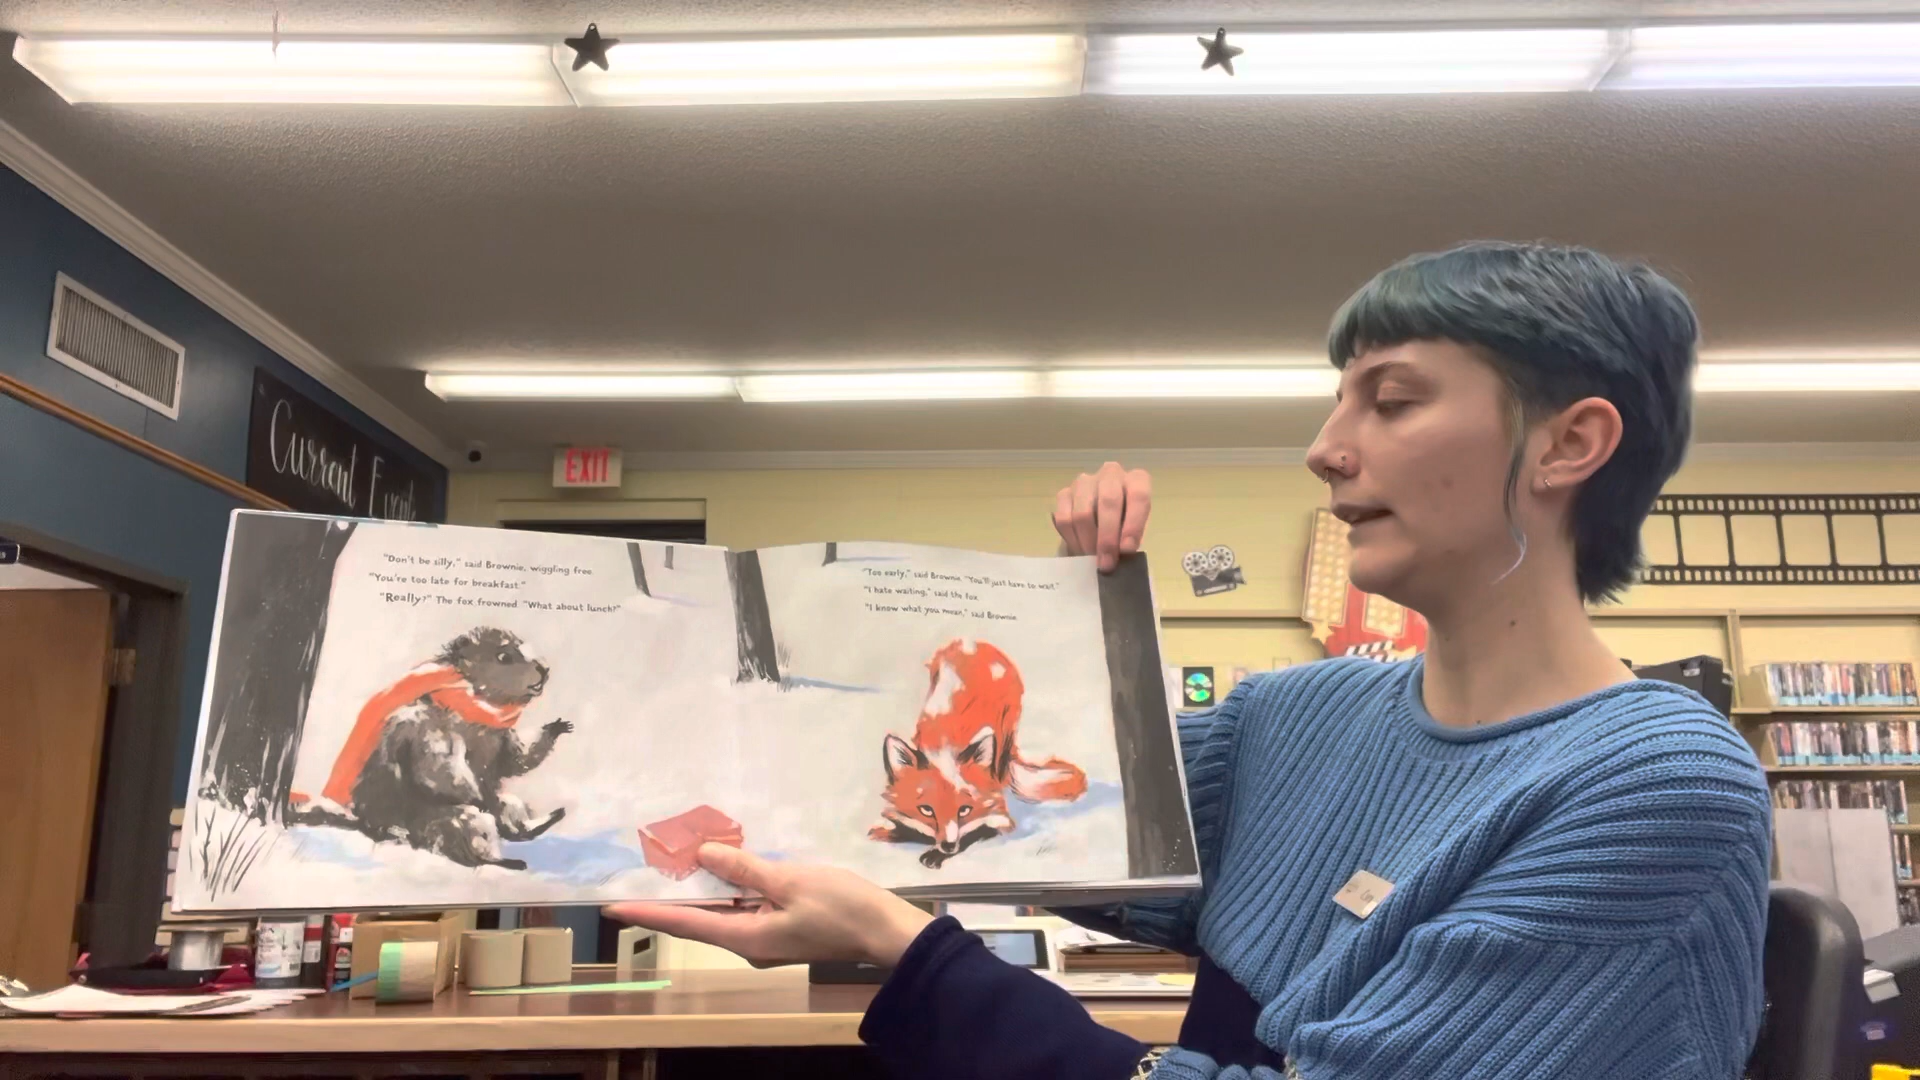 Current Events
EXIT
"Don't be silly," said Brownie, wiggling free.
"You're too late for breakfast."
"Really?" The fox frowned. "What about lunch?"
"Too early," said Brownie. "You'll just have to wait."
"I hate waiting," said the fox.
"I know what you mean," said Brownie.